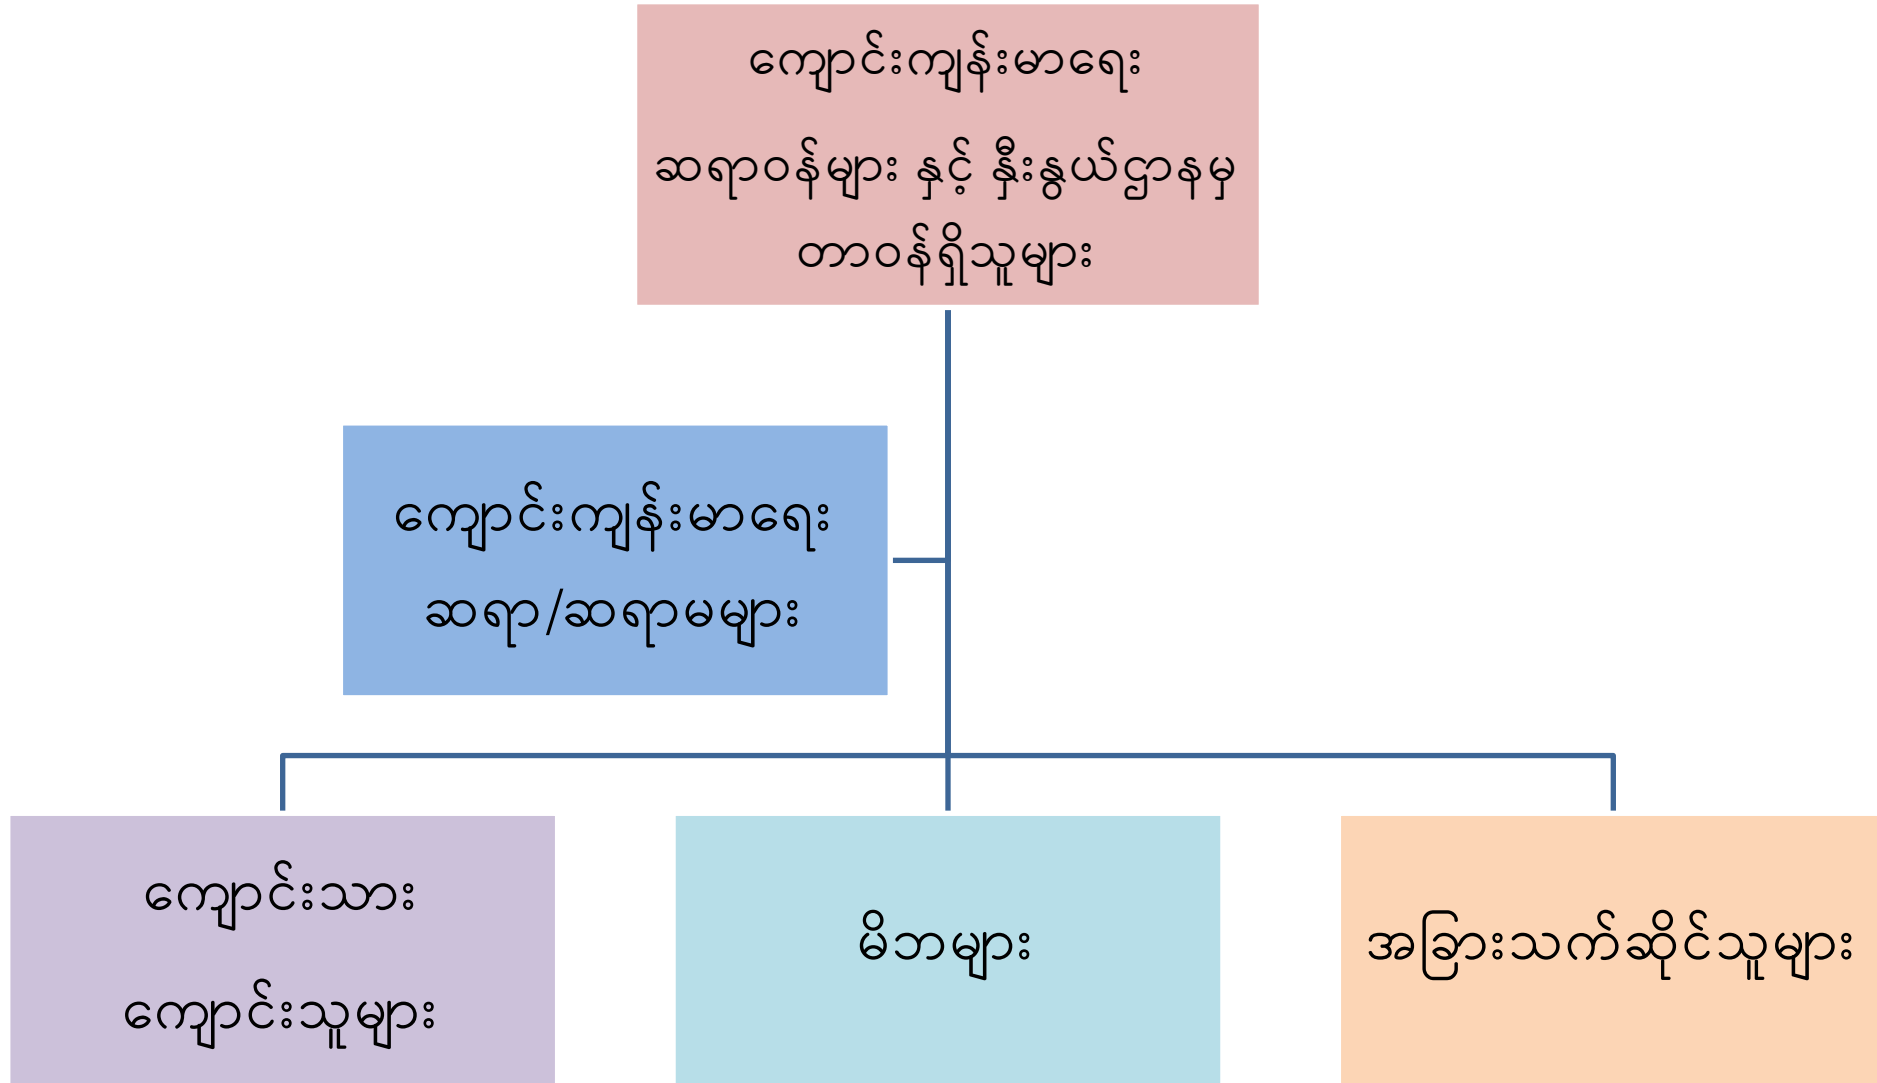 ကျောင်းကျန်းမာရေး
ဆရာဝန်များ နှင့် နှီးနွယ်ဌာနမှ
တာဝန်ရှိသူများ
ကျောင်းကျန်းမာရေး
ဆရာ/ဆရာမများ
ကျောင်းသား
ကျောင်းသူများ
မိဘများ
အခြားသက်ဆိုင်သူများ